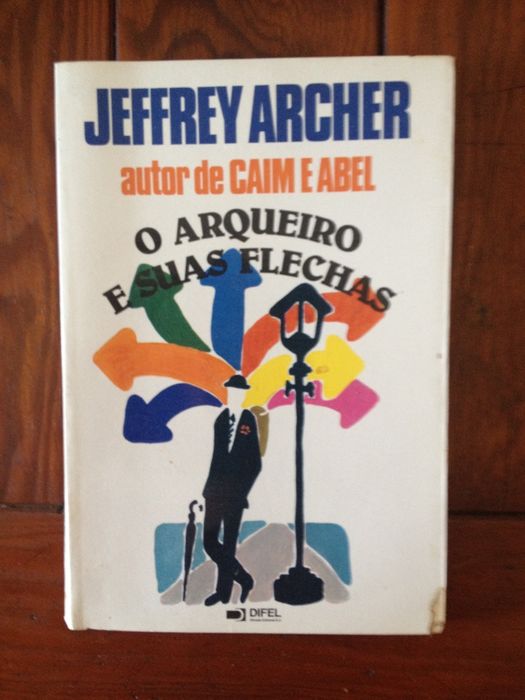 JEFFREY ARCHER
autor de CAIM E ABEL
O ARQUEIRO
E SUAS FLECHAS
DIFEL